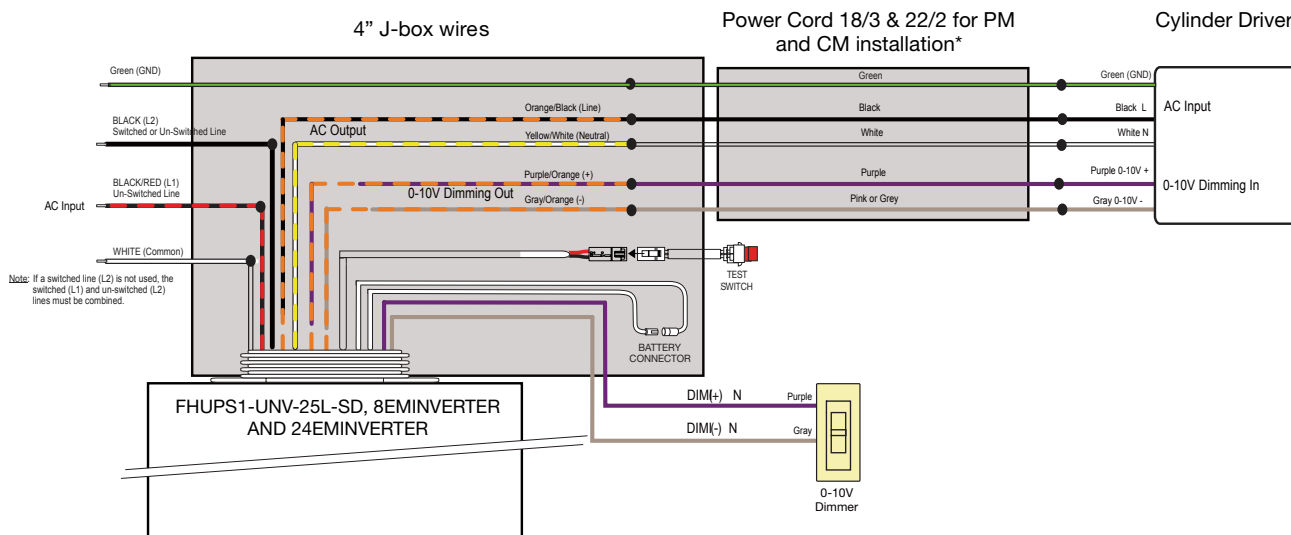 4” J-box wires
Power Cord 18/3 & 22/2 for PM
and CM installation*
Cylinder Driver
Green (GND)
Green
Green (GND)
Orange/Black (Line)
Black
Black L
AC Input
BLACK (L2)
Switched or Un-Switched Line
AC Output
Yellow/White (Neutral)
White
White N
BLACK/RED (L1)
Un-Switched Line
Purple/Orange (+)
Purple
Purple 0-10V +
0-10V Dimming In
0-10V Dimming Out
AC Input
Gray/Orange (-)
Pink or Grey
Gray 0-10V -
WHITE (Common)
Note: If a switched line (L2) is not used, the
switched (L1) and un-switched (L2)
lines must be combined.
TEST
SWITCH
BATTERY
CONNECTOR
FHUPS1-UNV-25L-SD, 8EMINVERTER
AND 24EMINVERTER
DIM(+) N
Purple
DIM(-) N
Gray
0-10V
Dimmer